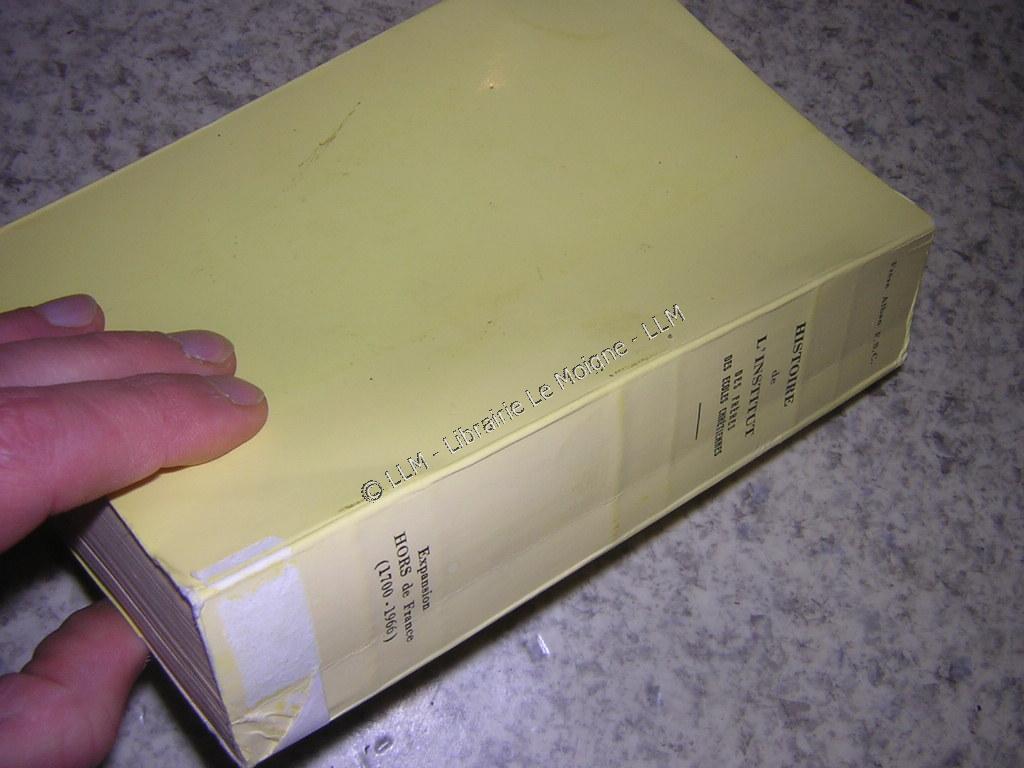 Frère Alban F.S.C.
HISTOIRE
de
L'INSTITUT
DES FRÈRES
DES ÉCOLES CHRÉTIENNES
Expansion
HORS de France
(1700-1966)
© LLM - Librairie Le Moigne - LLM